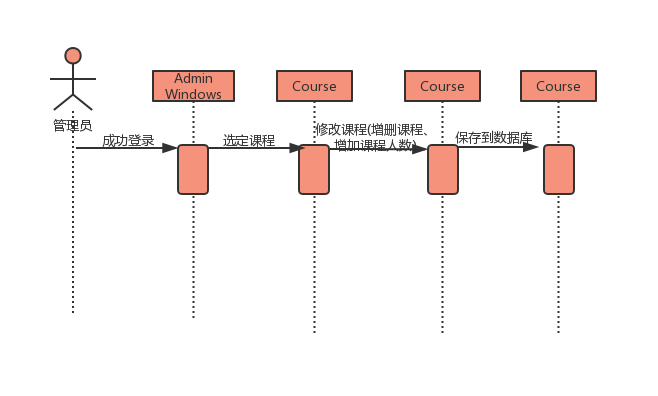 Admin
Windows
Course
Course
Course
管理员
成功登录
选定课程
修改课程(增删课程、
增加课程人数)
保存到数据库